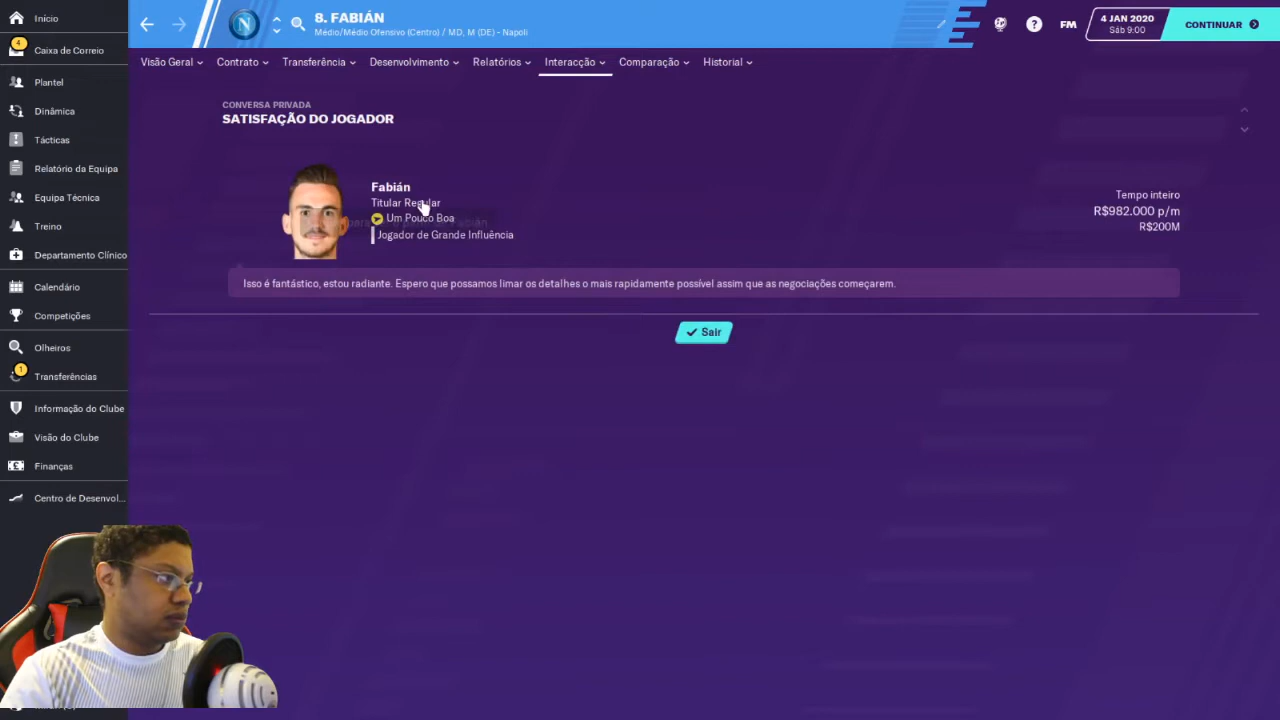 Início
4
Caixa de Correio
Plantel
Dinâmica
Tácticas
Relatório da Equipa
Equipa Técnica
Treino
Departamento Clínico
Calendário
Competições
Olheiros
1
Transferências
Informação do Clube
Visão do Clube
Finanças
Centro de Desenvol...
N
8. FABIÁN
Médio/Médio Ofensivo (Centro) / MD, M (DE) - Napoli
?
FM
4 JAN 2020
Sáb 9:00
CONTINUAR
Visão Geral
Contrato
Transferência
Desenvolvimento
Relatórios
Interacção
Comparação
Historial
CONVERSA PRIVADA
SATISFAÇÃO DO JOGADOR
Fabián
Titular Regular
Um Pouco Boa
Jogador de Grande Influência
Tempo inteiro
R$982.000 p/m
R$200M
Isso é fantástico, estou radiante. Espero que possamos limar os detalhes o mais rapidamente possível assim que as negociações começarem.
Sair